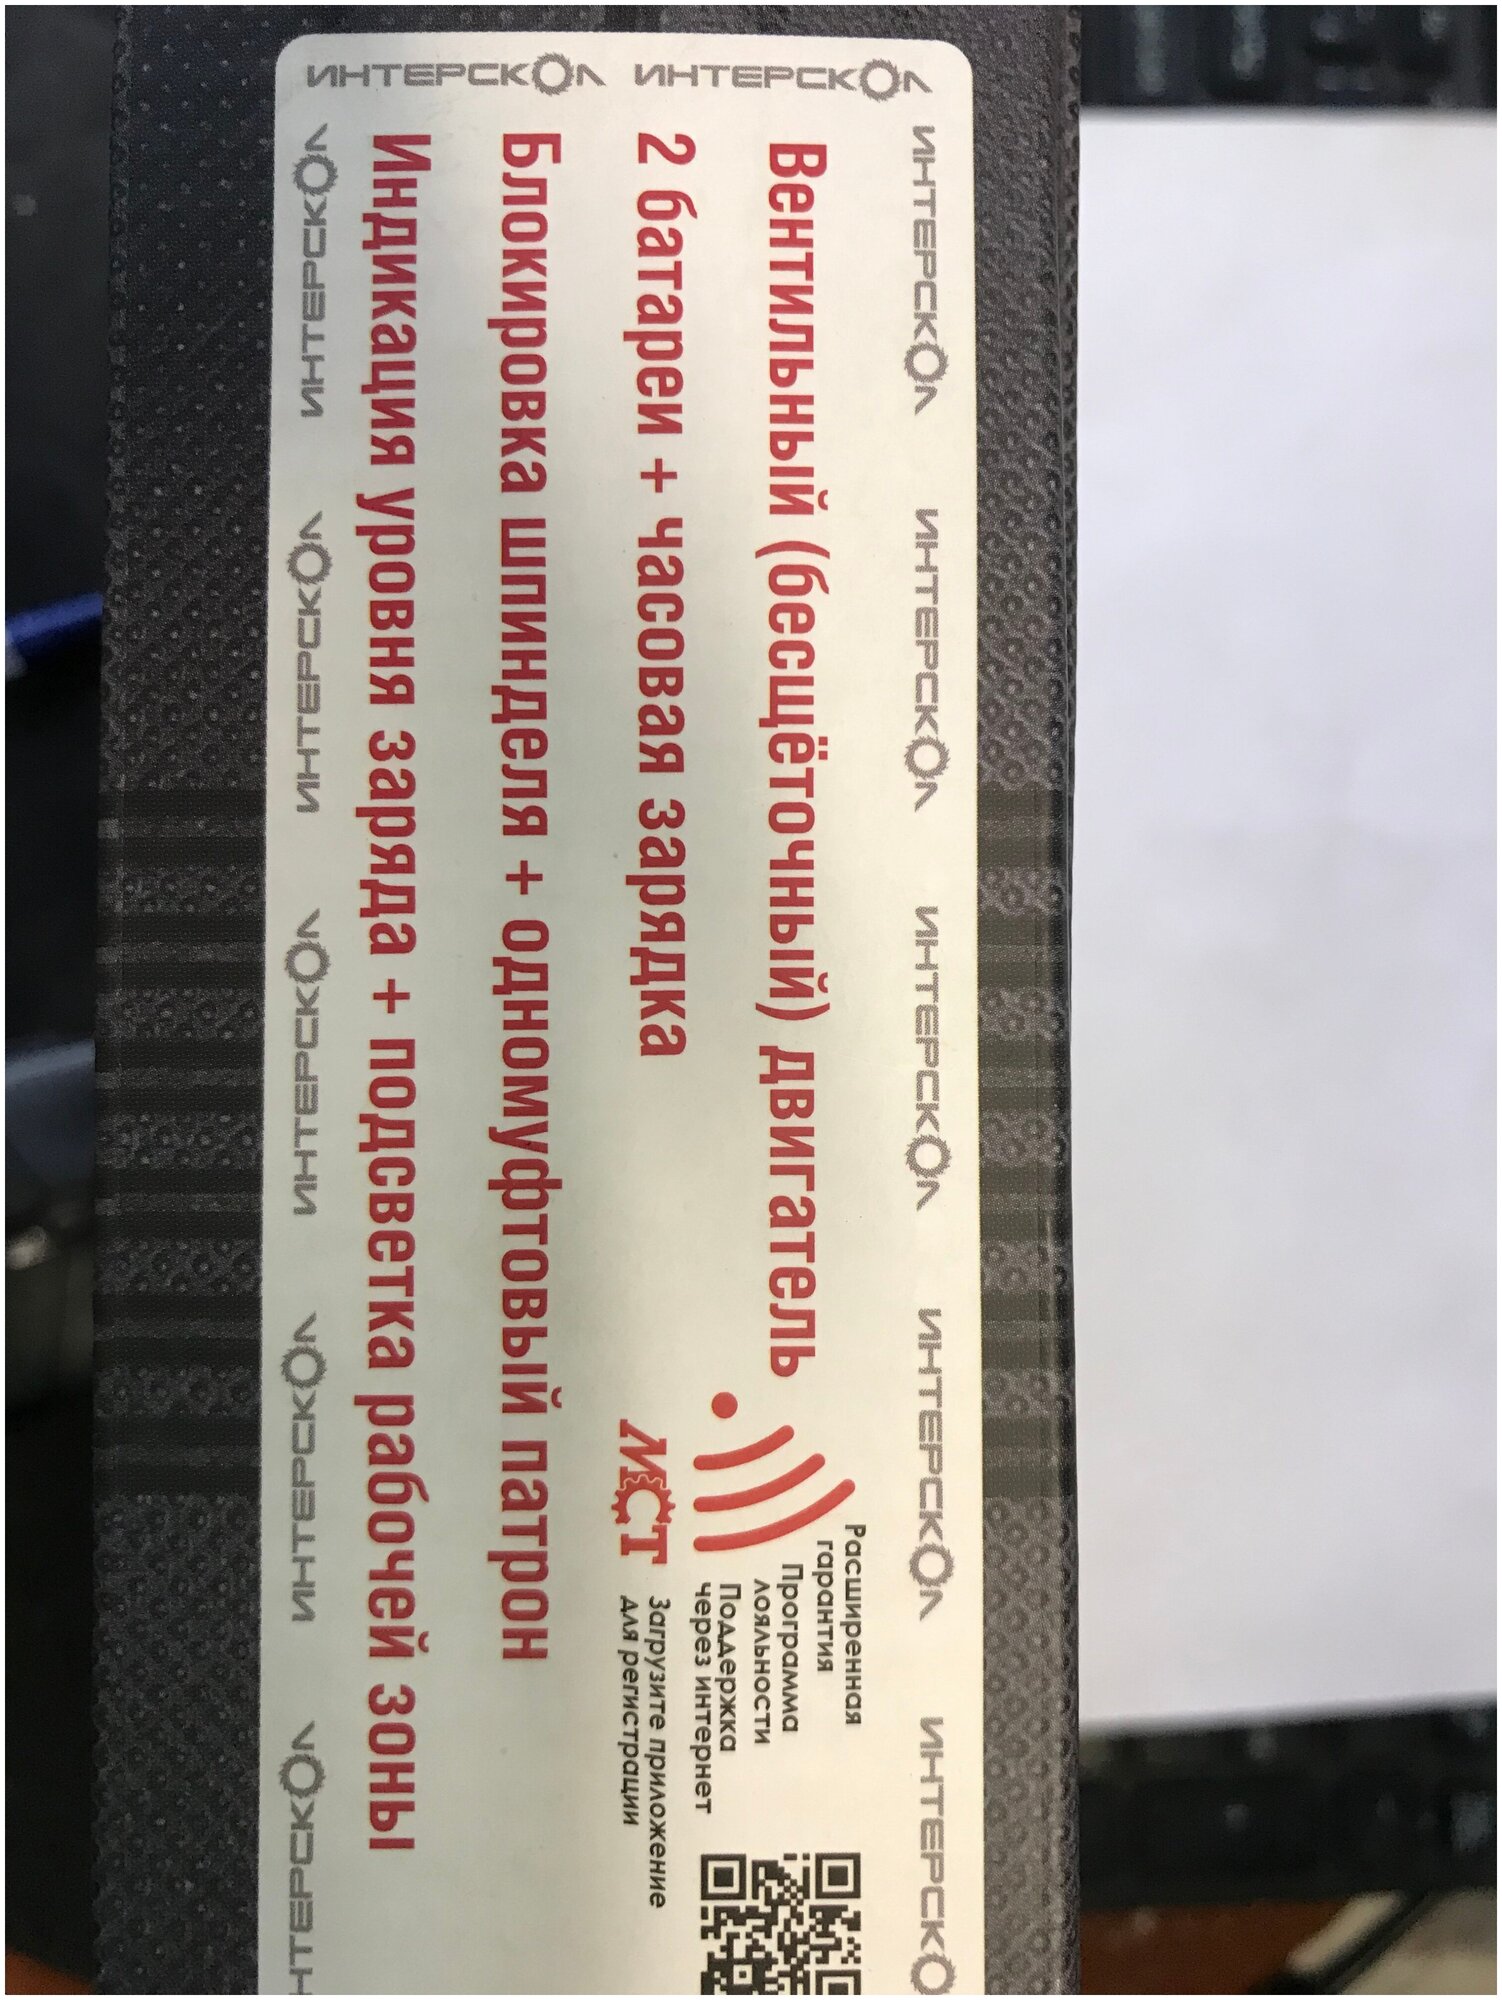 ИНТЕРСКОЛ ИНТЕРСКОЛ ИНТЕРСКОЛ ИНТЕРСКОЛ ИНТЕРСКОЛ
ИНТЕРСКОЛ ИНТЕРСКОЛ
Вентильный (бесщёточный) двигатель
2 батареи + часовая зарядка
Блокировка шпинделя + одномуфтовый патрон
Индикация уровня заряда + подсветка рабочей зоны
Расширенная
гарантия
Программа
лояльности
Поддержка
через интернет
МСТ
Загрузите приложение
для регистрации
ИНТЕРСКОЛ ИНТЕРСКОЛ ИНТЕРСКОЛ ИНТЕРСКОЛ ИНТЕРСКОЛ